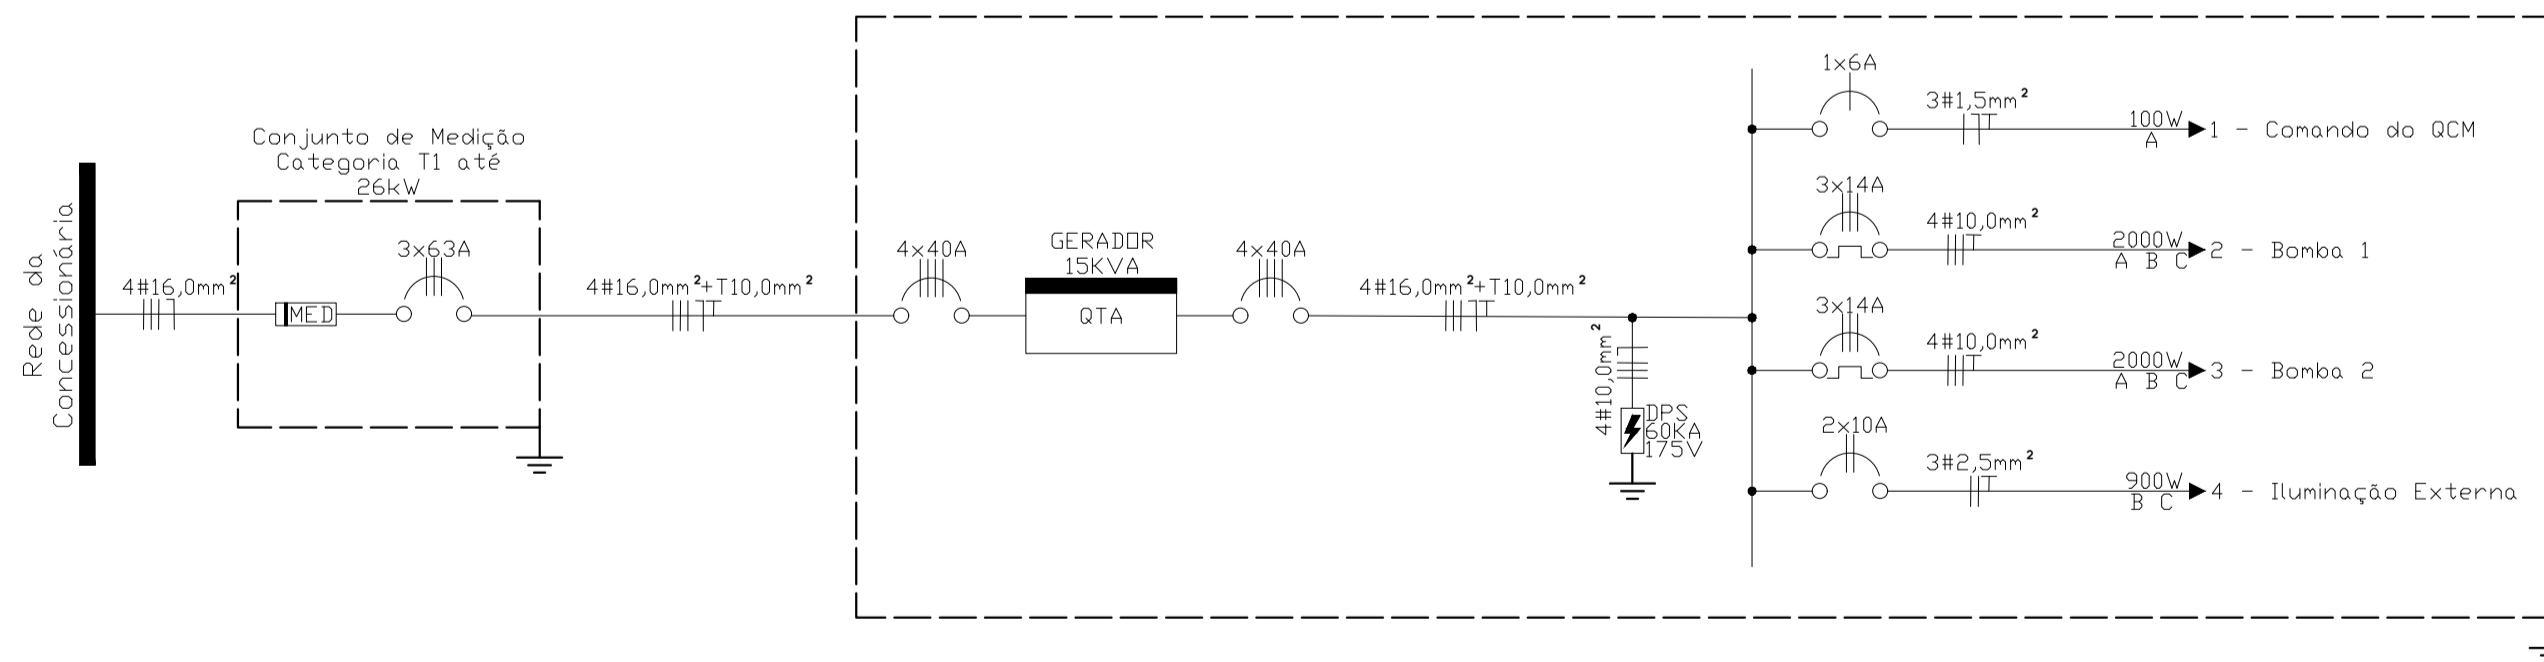 Rede da
Concessionária
4#16,0mm²
Conjunto de Medição
Categoria T1 até
26kW
MED
3x63A
4#16,0mm²+T10,0mm²
4x40A
GERADOR
15KVA
QTA
4x40A
4#16,0mm²+T10,0mm²
4#10,0mm²
DPS
60KA
175V
1x6A
3#1,5mm²
100W
A
1 - Comando do QCM
3x14A
4#10,0mm²
2000W
A B C
2 - Bomba 1
3x14A
4#10,0mm²
2000W
A B C
3 - Bomba 2
2x10A
3#2,5mm²
900W
B C
4 - Iluminação Externa